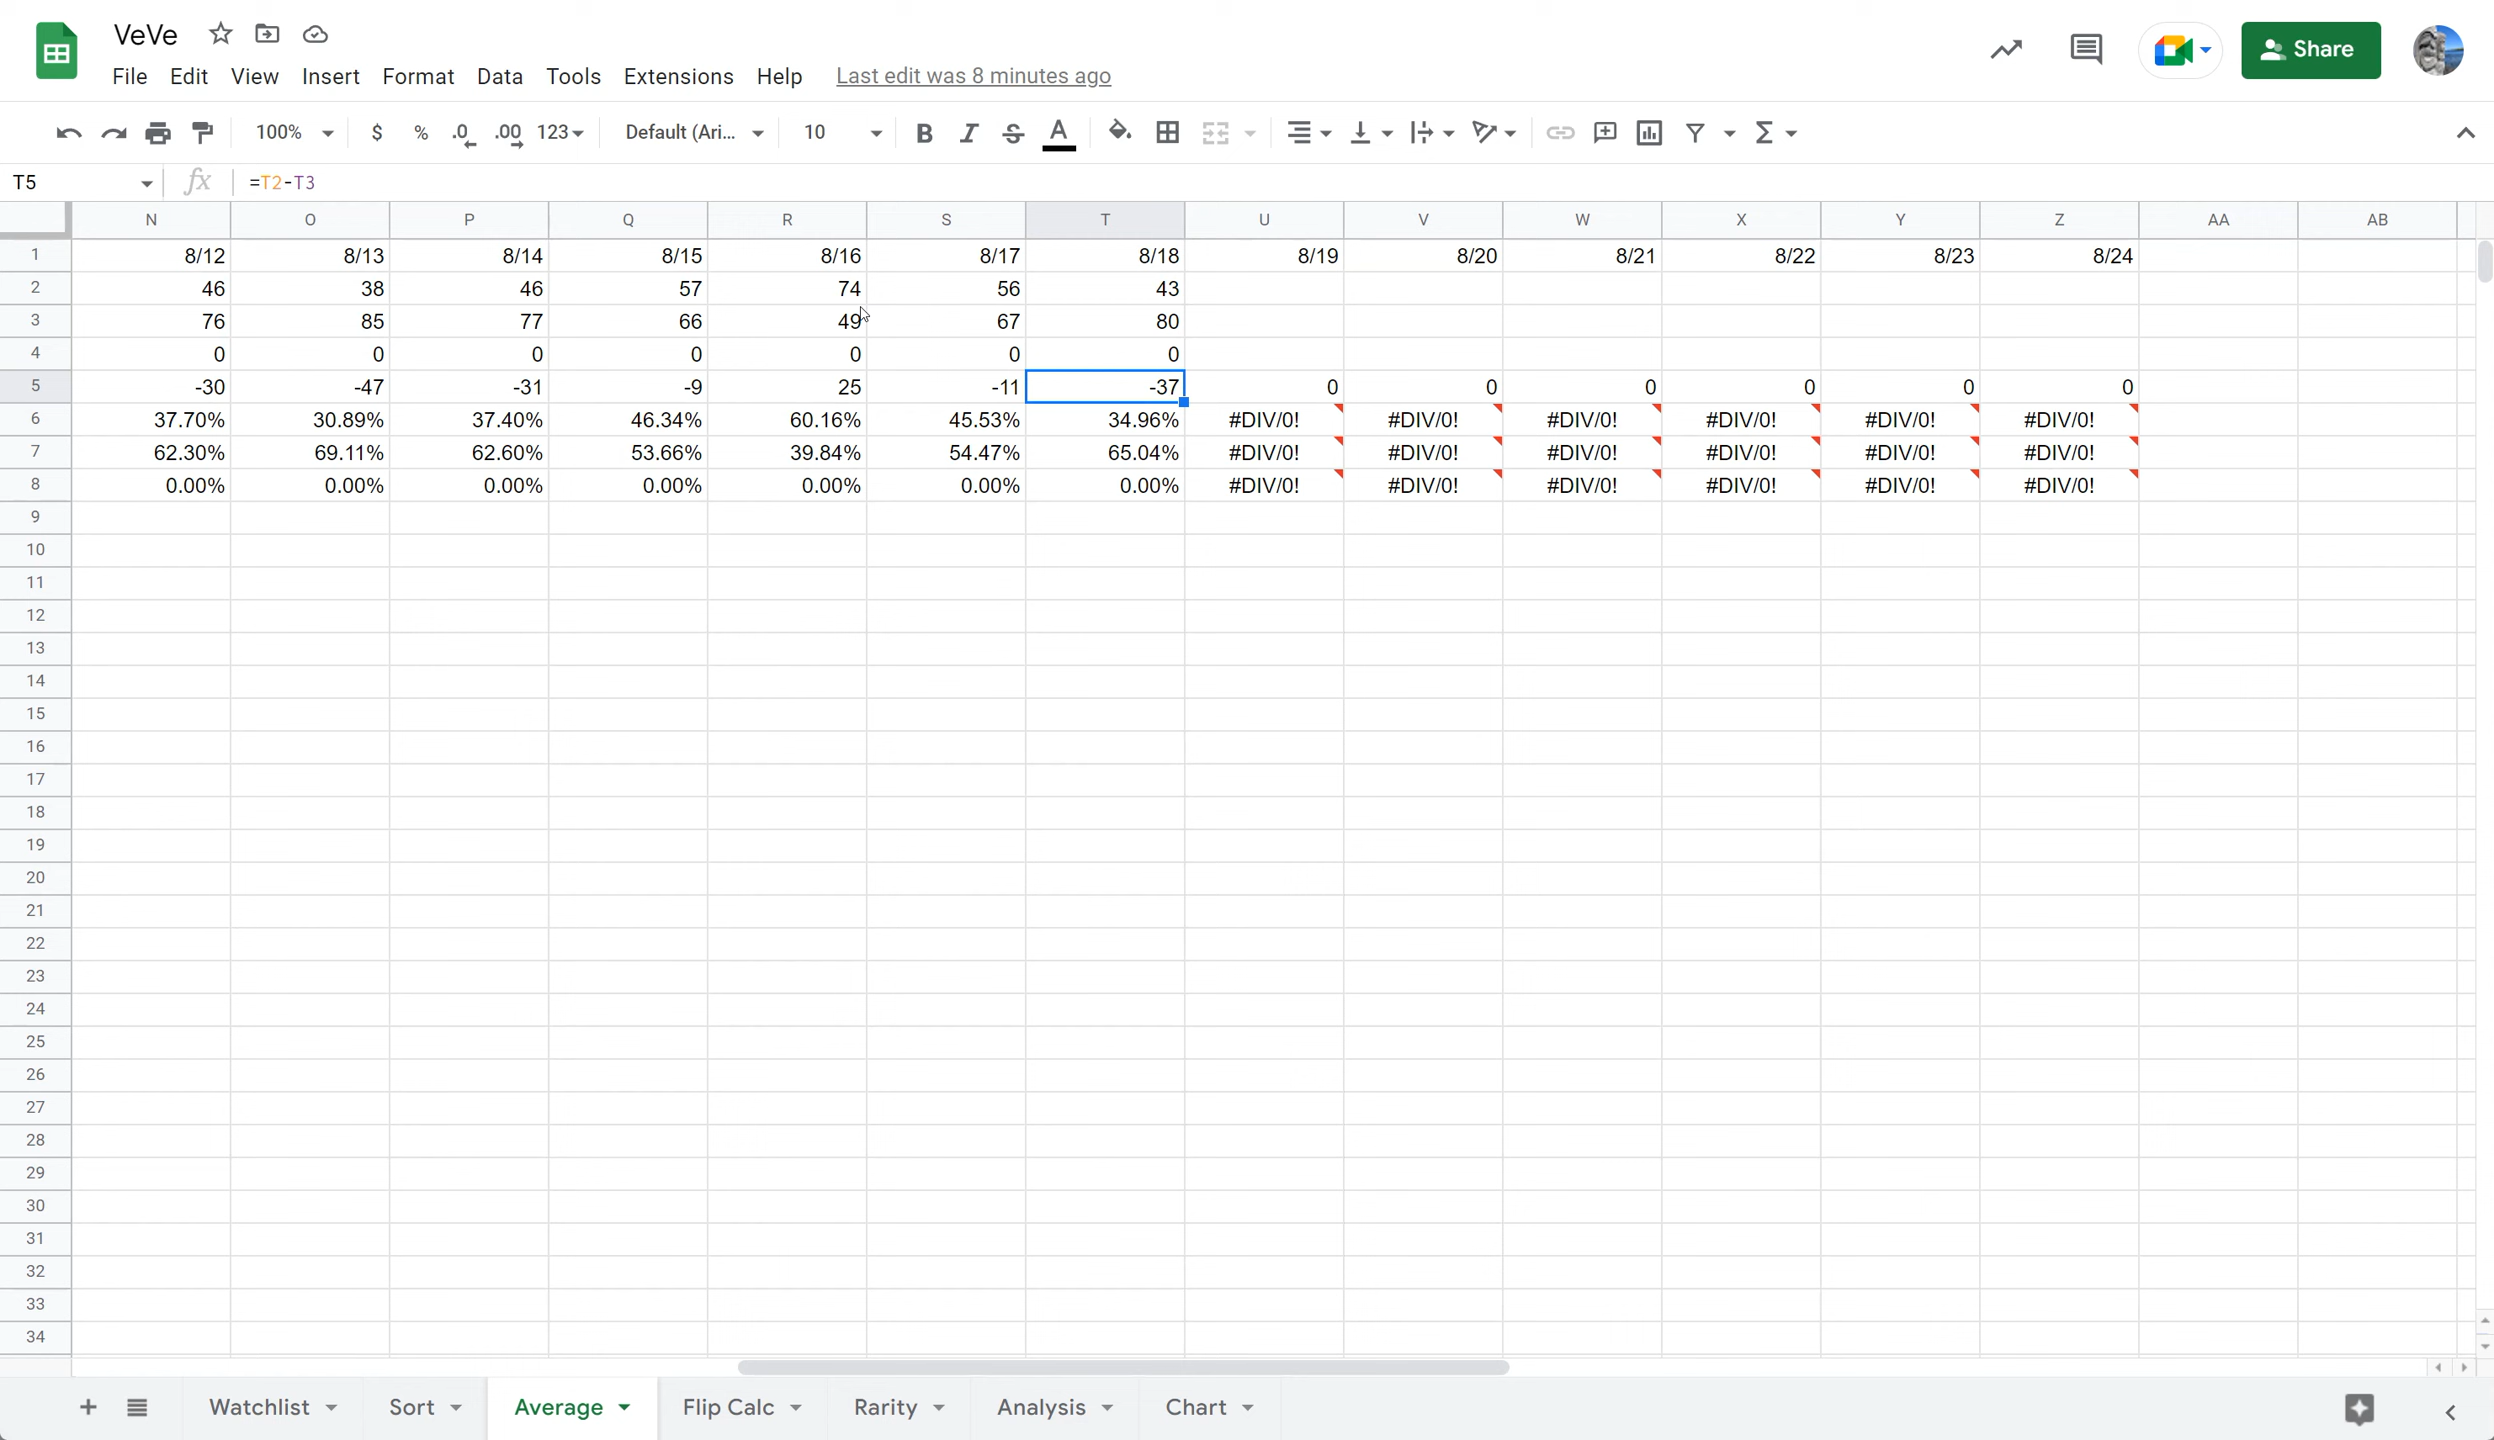 VeVe
File Edit View Insert Format Data Tools Extensions Help Last edit was 8 minutes ago
Share
100% $ % .0 .00 123 Default (Ari... 10 B I S A Σ
T5 fx =T2-T3
N O P Q R S T U V W X Y Z AA AB
1 8/12 8/13 8/14 8/15 8/16 8/17 8/18 8/19 8/20 8/21 8/22 8/23 8/24
2 46 38 46 57 74 56 43
3 76 85 77 66 49 67 80
4 0 0 0 0 0 0 0
5 -30 -47 -31 -9 25 -11 -37 0 0 0 0 0 0
6 37.70% 30.89% 37.40% 46.34% 60.16% 45.53% 34.96% #DIV/0! #DIV/0! #DIV/0! #DIV/0! #DIV/0! #DIV/0!
7 62.30% 69.11% 62.60% 53.66% 39.84% 54.47% 65.04% #DIV/0! #DIV/0! #DIV/0! #DIV/0! #DIV/0! #DIV/0!
8 0.00% 0.00% 0.00% 0.00% 0.00% 0.00% 0.00% #DIV/0! #DIV/0! #DIV/0! #DIV/0! #DIV/0! #DIV/0!
9
10
11
12
13
14
15
16
17
18
19
20
21
22
23
24
25
26
27
28
29
30
31
32
33
34
+ Watchlist Sort Average Flip Calc Rarity Analysis Chart